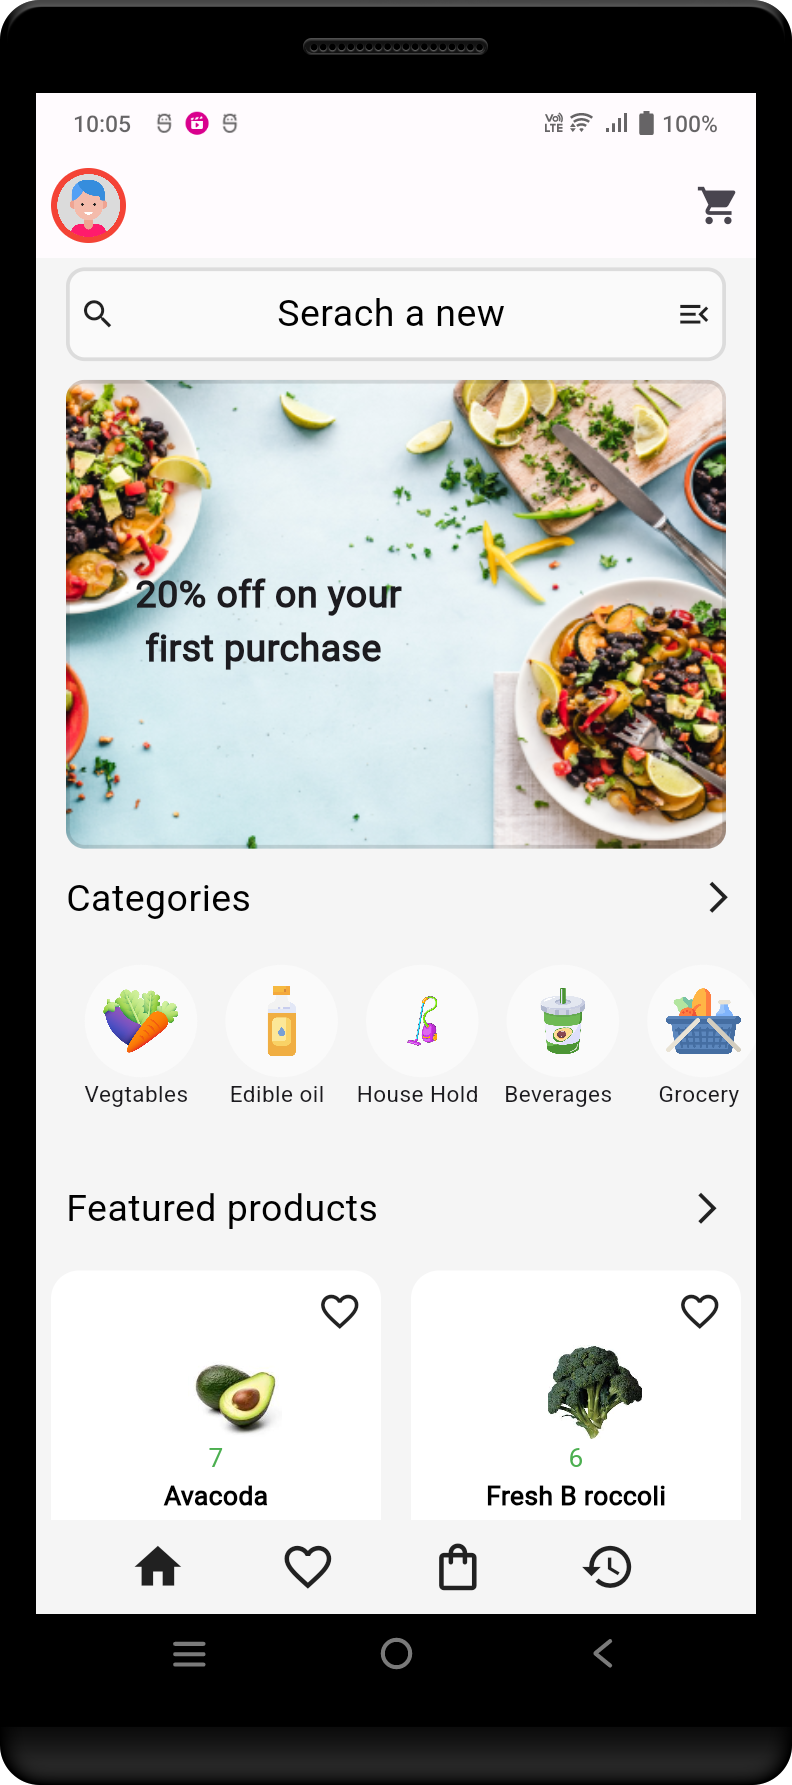 10:05 Vo) LTE 100%
Serach a new
20% off on your
first purchase
Categories
Vegtables Edible oil House Hold Beverages Grocery
Featured products
7 6
Avacoda Fresh B roccoli